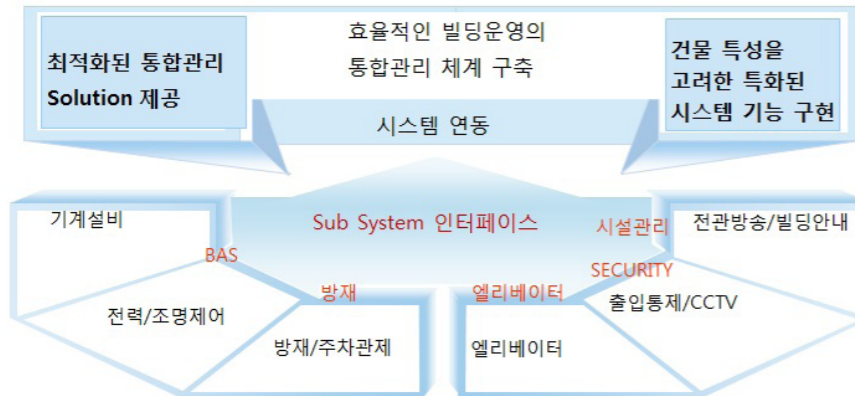 최적화된 통합관리
Solution 제공
효율적인 빌딩운영의
통합관리 체계 구축
건물 특성을
고려한 특화된
시스템 기능 구현
시스템 연동
기계설비
Sub System 인터페이스
시설관리
전관방송/빌딩안내
BAS
SECURITY
방재
엘리베이터
전력/조명제어
출입통제/CCTV
방재/주차관제
엘리베이터